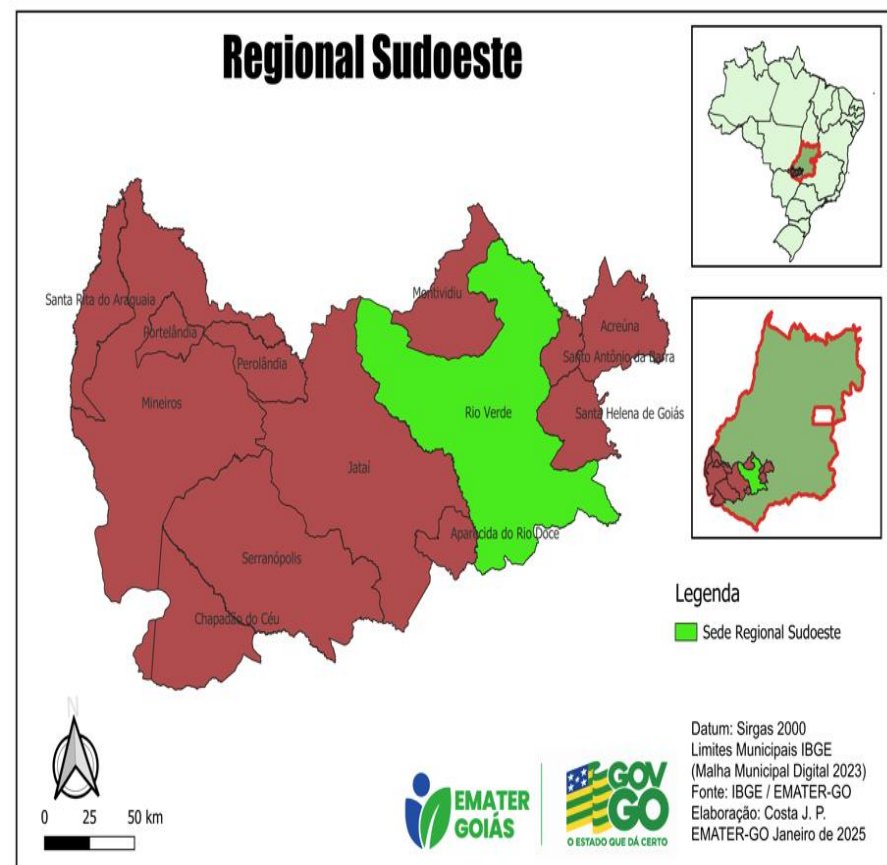 Regional Sudoeste
Santa Rita do Araguaia
Montividiu
Portelândia
Acreúna
Perolândia
Santo Antônio da Barra
Mineiros
Rio Verde
Santa Helena de Goiás
Jataí
Aparecida do Rio Doce
Serranópolis
Chapadão do Céu
Legenda
Sede Regional Sudoeste
N
0 25 50 km
EMATER
GOIÁS
GOV
GO
O ESTADO QUE DÁ CERTO
Datum: Sirgas 2000
Limites Municipais IBGE
(Malha Municipal Digital 2023)
Fonte: IBGE / EMATER-GO
Elaboração: Costa J. P.
EMATER-GO Janeiro de 2025